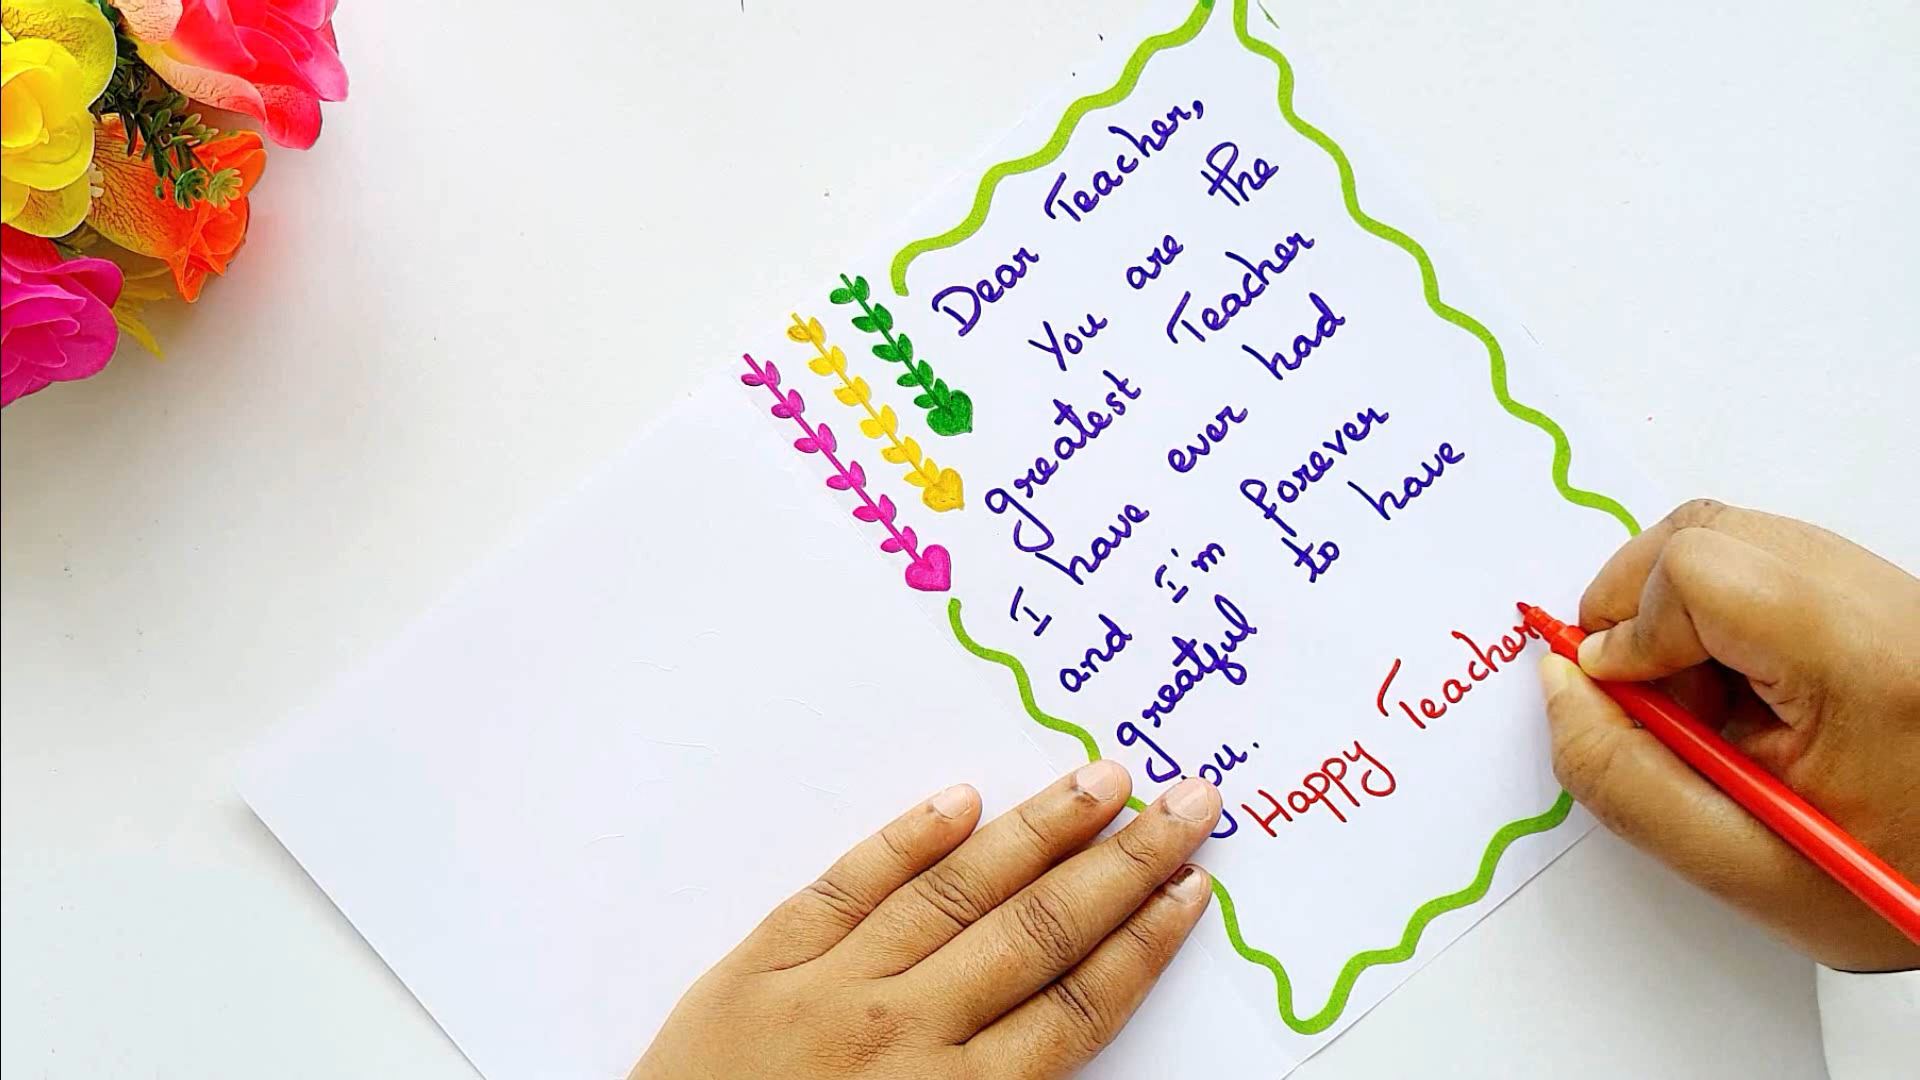 Dear Teacher,
You are the
greatest Teacher
I have ever had
and I'm forever
greatful to have
you.
Happy Teacher